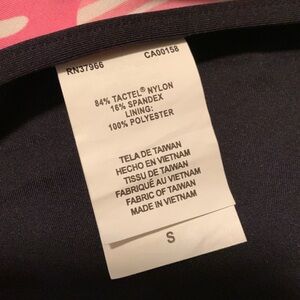 RN37966 CA00158
84% TACTEL® NYLON
16% SPANDEX
LINING:
100% POLYESTER
TELA DE TAIWAN
HECHO EN VIETNAM
TISSU DE TAIWAN
FABRIQUÉ AU VIETNAM
FABRIC OF TAIWAN
MADE IN VIETNAM
S